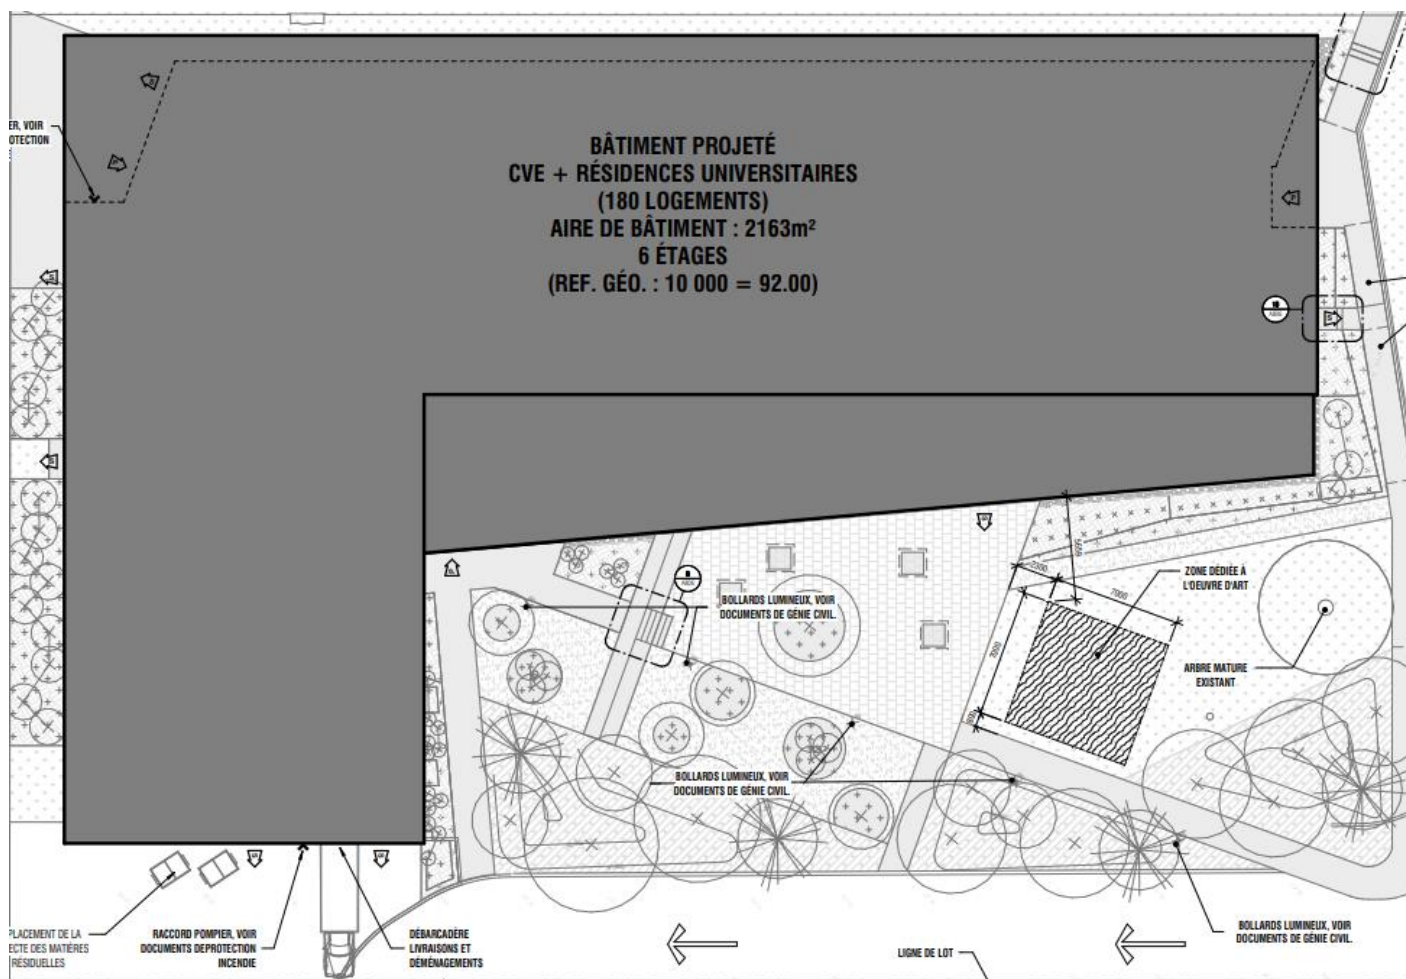 ER, VOIR
OTECTION
BÂTIMENT PROJETÉ
CVE + RÉSIDENCES UNIVERSITAIRES
(180 LOGEMENTS)
AIRE DE BÂTIMENT : 2163m²
6 ÉTAGES
(REF. GÉO. : 10 000 = 92.00)
ZONE DÉDIÉE À
L'OEUVRE D'ART
2500
7000
7000
BOLLARDS LUMINEUX, VOIR
DOCUMENTS DE GÉNIE CIVIL.
ARBRE MATURE
EXISTANT
BOLLARDS LUMINEUX, VOIR
DOCUMENTS DE GÉNIE CIVIL.
PLACEMENT DE LA
ECTE DES MATIÈRES
RÉSIDUELLES
RACCORD POMPIER, VOIR
DOCUMENTS DEPROTECTION
INCENDIE
DÉBARCADÈRE
LIVRAISONS ET
DÉMÉNAGEMENTS
LIGNE DE LOT
BOLLARDS LUMINEUX, VOIR
DOCUMENTS DE GÉNIE CIVIL.